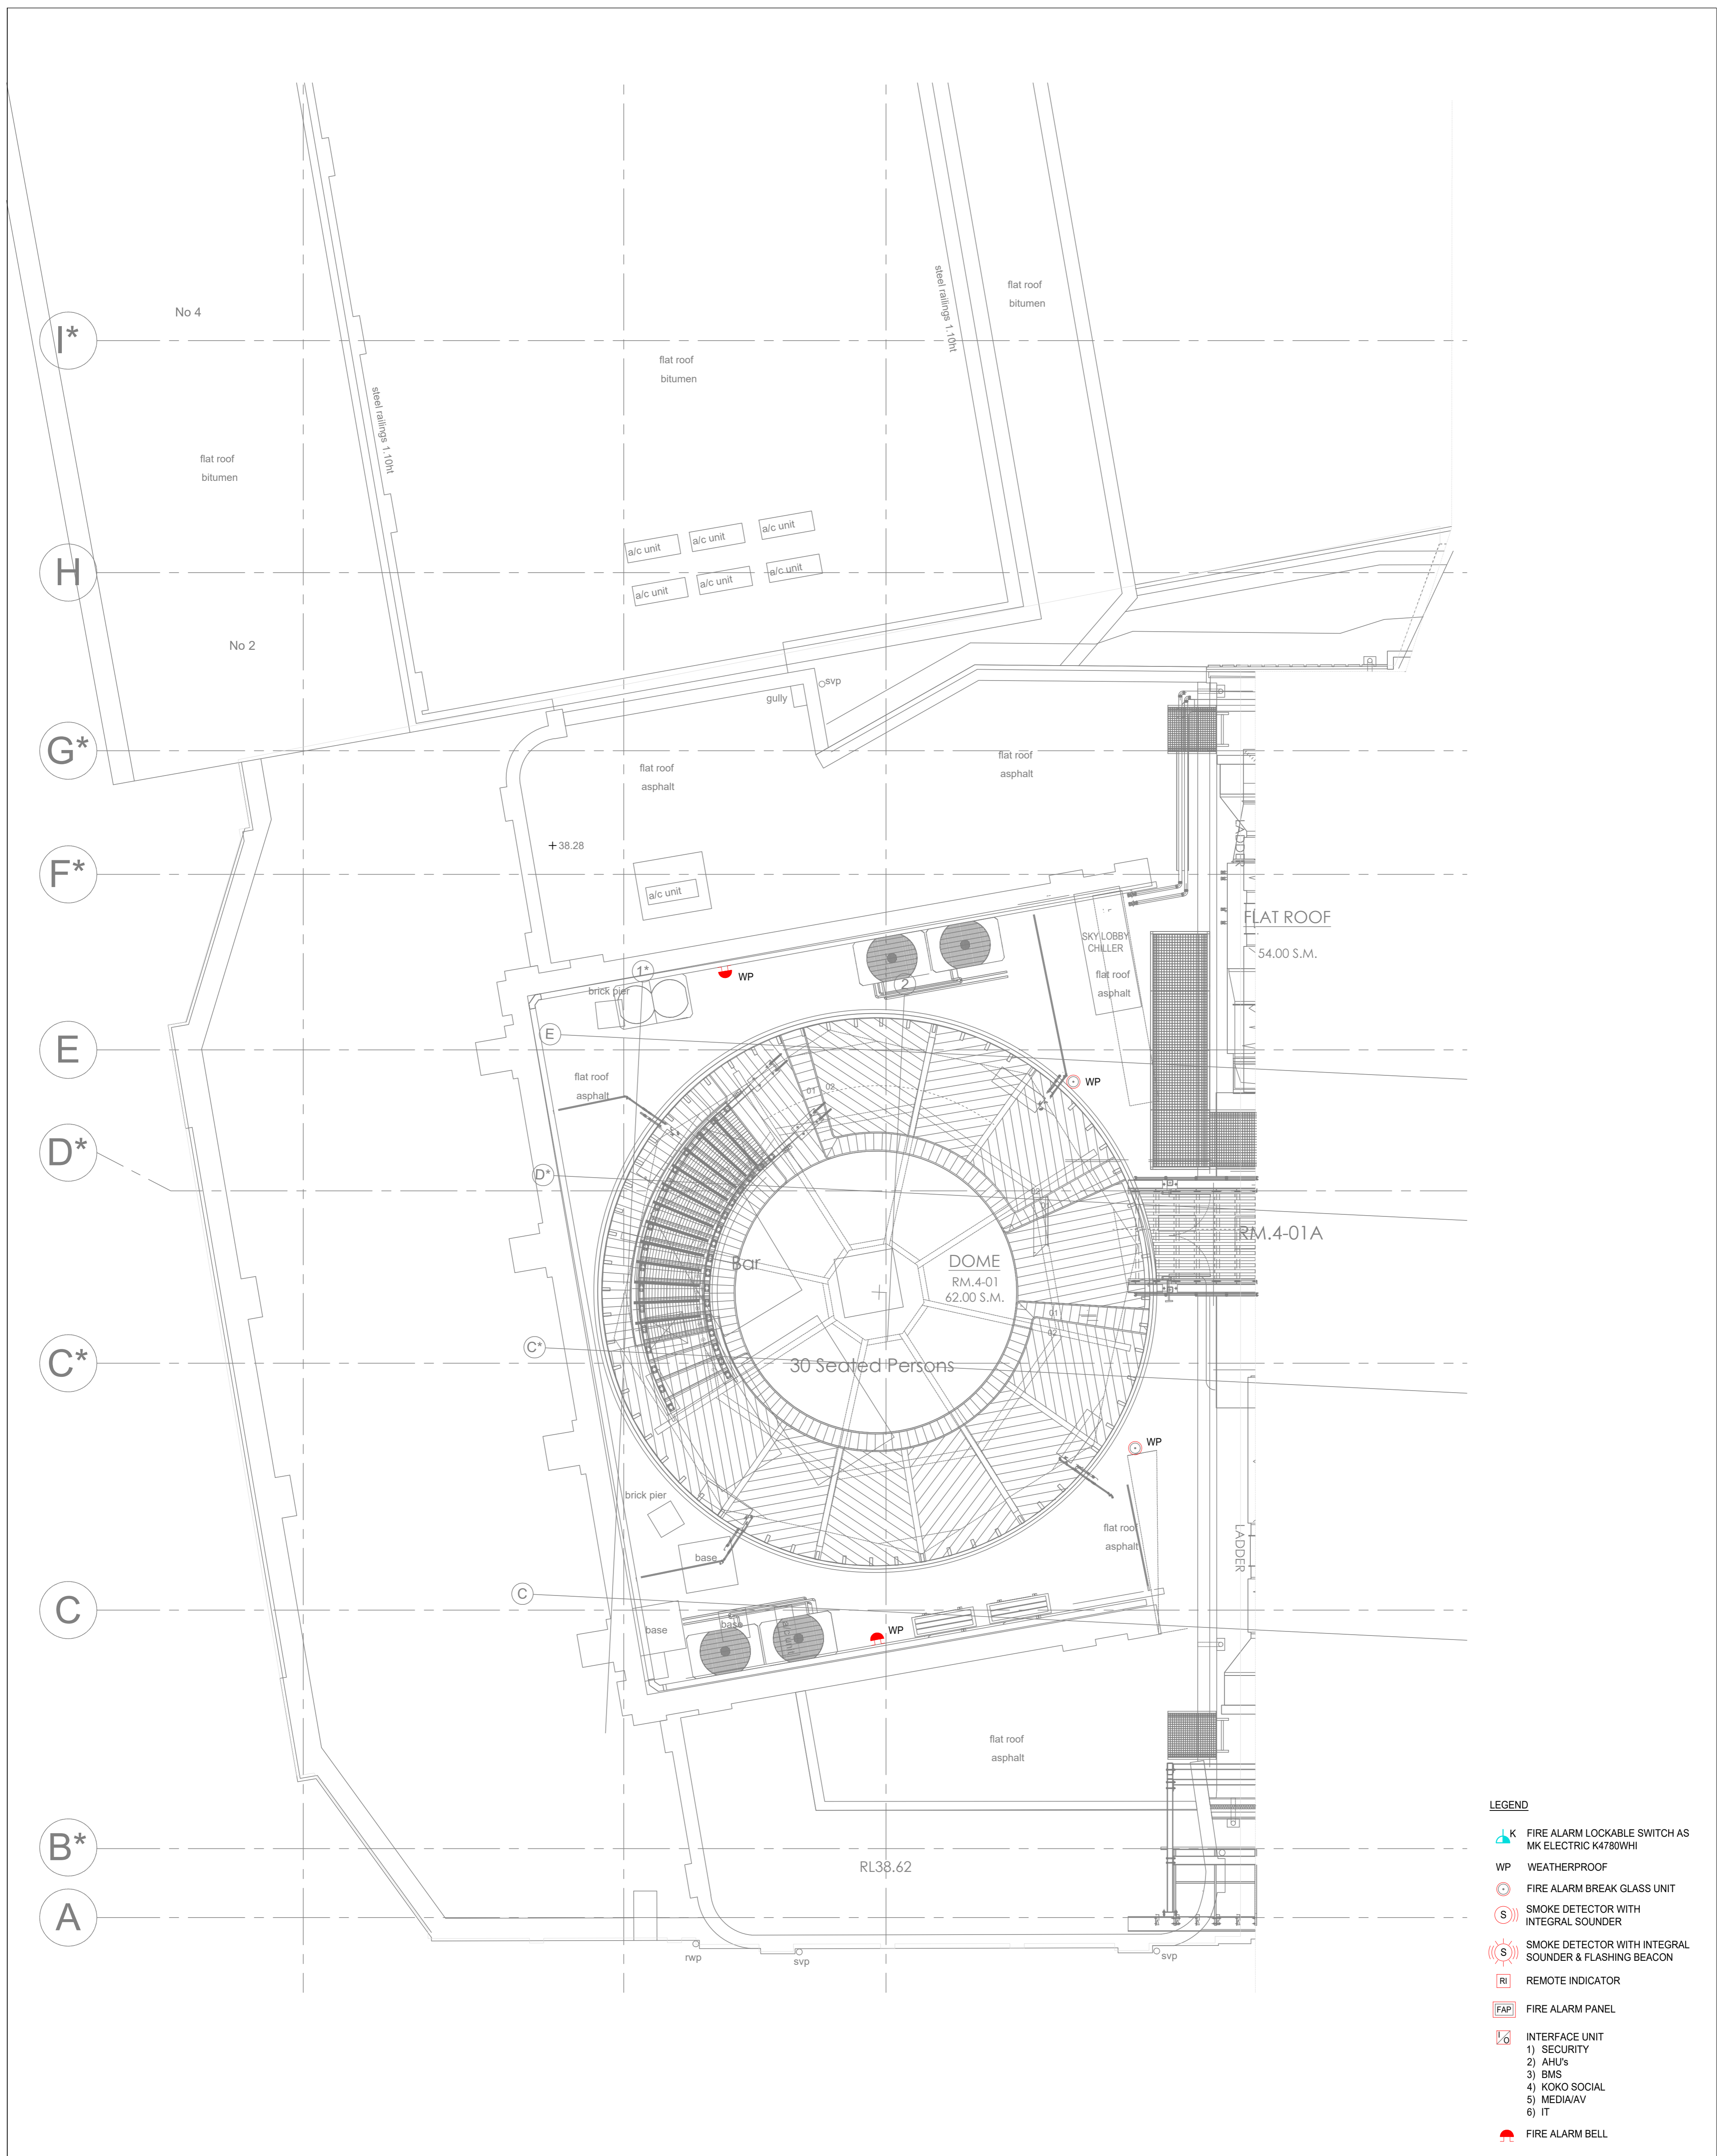 No 4
I*
flat roof
bitumen
steel railings 1.10ht
flat roof
bitumen
steel railings 1.10ht
flat roof
bitumen
a/c unit
a/c unit
a/c unit
H
a/c unit
a/c unit
a/c unit
No 2
svp
gully
G*
flat roof
asphalt
flat roof
asphalt
LADDER
38.28
F*
a/c unit
FLAT ROOF
54.00 S.M.
SKY LOBBY
CHILLER
flat roof
asphalt
1*
WP
2
brick pier
E
E
flat roof
asphalt
01
02
WP
D*
D*
02
RM.4-01A
Bar
DOME
RM.4-01
62.00 S.M.
01
02
C*
C*
30 Seated Persons
WP
brick pier
flat roof
asphalt
LADDER
base
C
C
base
base
WP
flat roof
asphalt
B*
RL38.62
A
rwp
svp
svp
LEGEND
K FIRE ALARM LOCKABLE SWITCH AS
MK ELECTRIC K4780WHI
WP WEATHERPROOF
FIRE ALARM BREAK GLASS UNIT
S SMOKE DETECTOR WITH
INTEGRAL SOUNDER
S SMOKE DETECTOR WITH INTEGRAL
SOUNDER & FLASHING BEACON
RI REMOTE INDICATOR
FAP FIRE ALARM PANEL
I/O INTERFACE UNIT
1) SECURITY
2) AHU's
3) BMS
4) KOKO SOCIAL
5) MEDIA/AV
6) IT
FIRE ALARM BELL